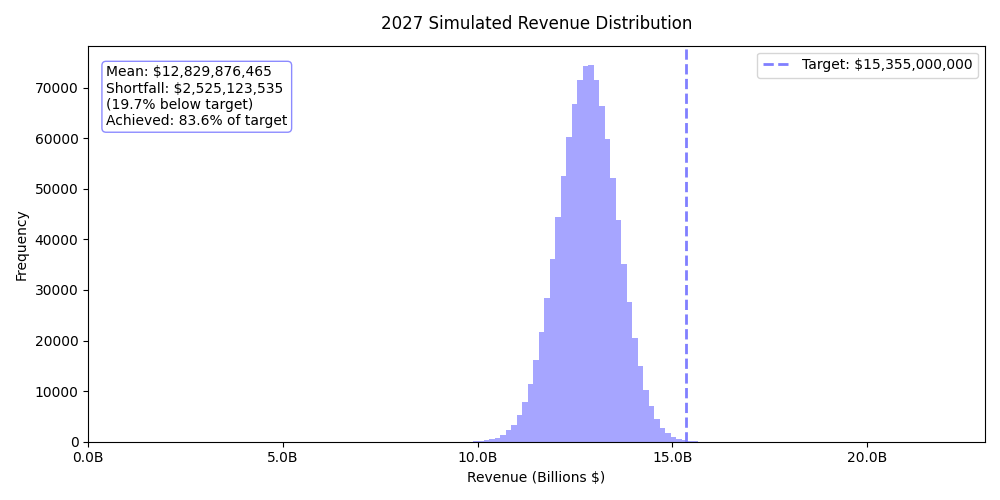 2027 Simulated Revenue Distribution
Mean: $12,829,876,465
Shortfall: $2,525,123,535
(19.7% below target)
Achieved: 83.6% of target
Target: $15,355,000,000
Frequency
70000
60000
50000
40000
30000
20000
10000
0
0.0B
5.0B
10.0B
15.0B
20.0B
Revenue (Billions $)